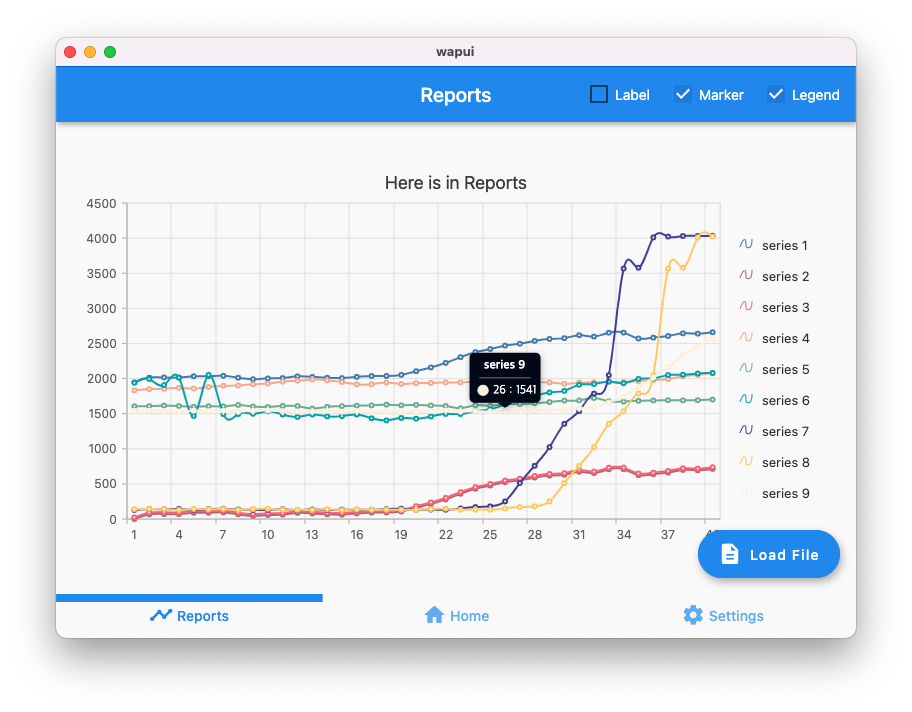 wapui
Reports
Label
Marker
Legend
Here is in Reports
4500
4000
3500
3000
2500
2000
1500
1000
500
0
1 4 7 10 13 16 19 22 25 28 31 34 37
series 9
26 : 1541
series 1
series 2
series 3
series 4
series 5
series 6
series 7
series 8
series 9
Load File
Reports
Home
Settings